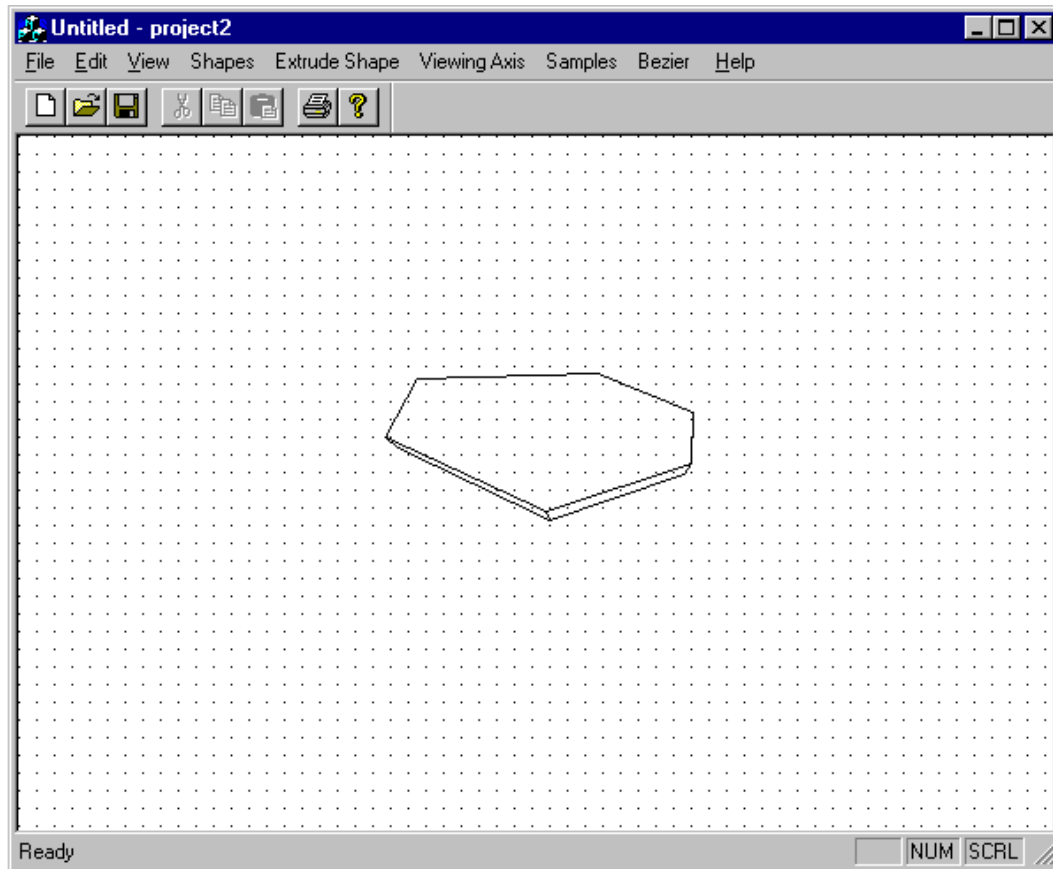 Untitled - project2
File Edit View Shapes Extrude Shape Viewing Axis Samples Bezier Help
?
Ready NUM SCRL